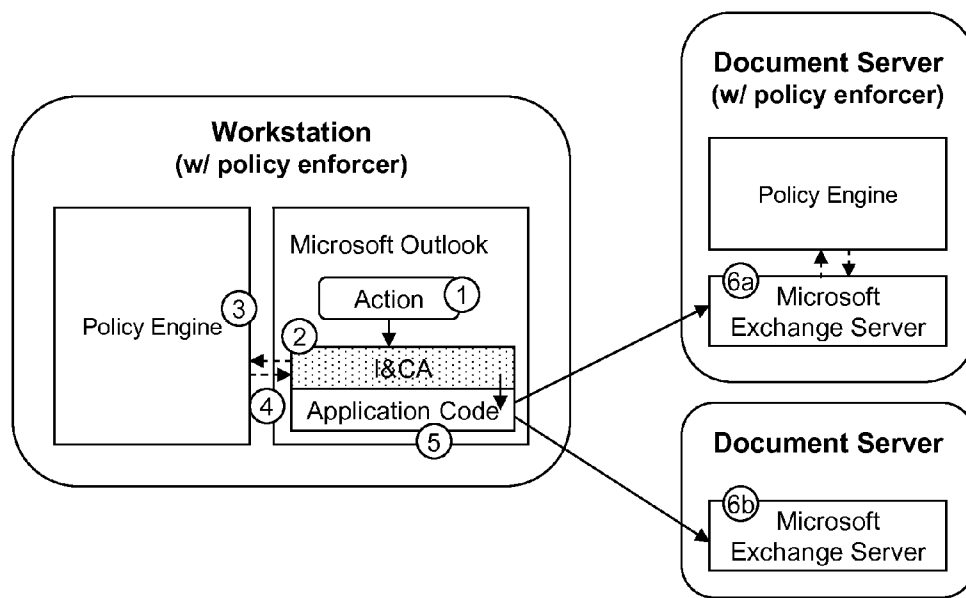 Workstation
(w/ policy enforcer)
Policy Engine
3
Microsoft Outlook
Action
1
2
I&CA
4
Application Code
5
Document Server
(w/ policy enforcer)
Policy Engine
6a
Microsoft
Exchange Server
Document Server
6b
Microsoft
Exchange Server